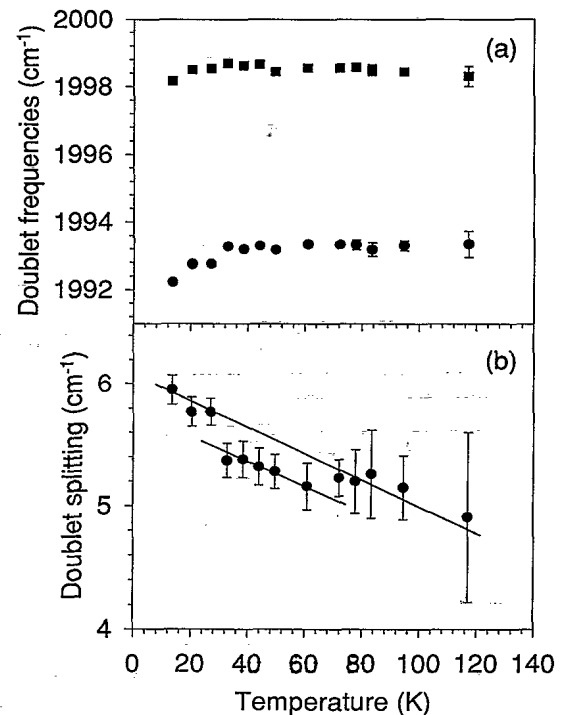 2000
(a)
1998
1996
1994
1992
Doublet frequencies (cm-1)
(b)
6
5
4
Doublet splitting (cm-1)
0 20 40 60 80 100 120 140
Temperature (K)